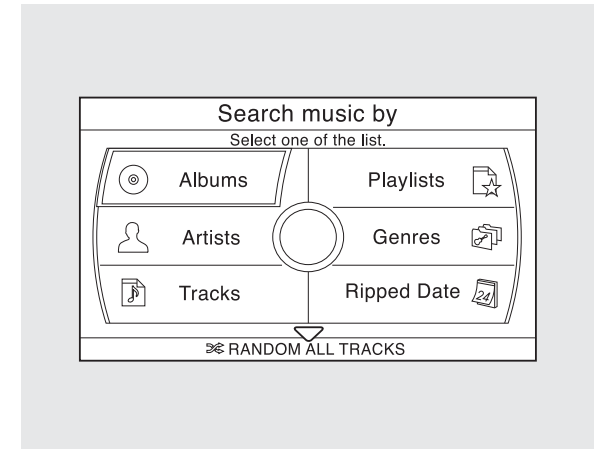 Search music by
Select one of the list.
Albums
Playlists
Artists
Genres
Tracks
Ripped Date
24
RANDOM ALL TRACKS